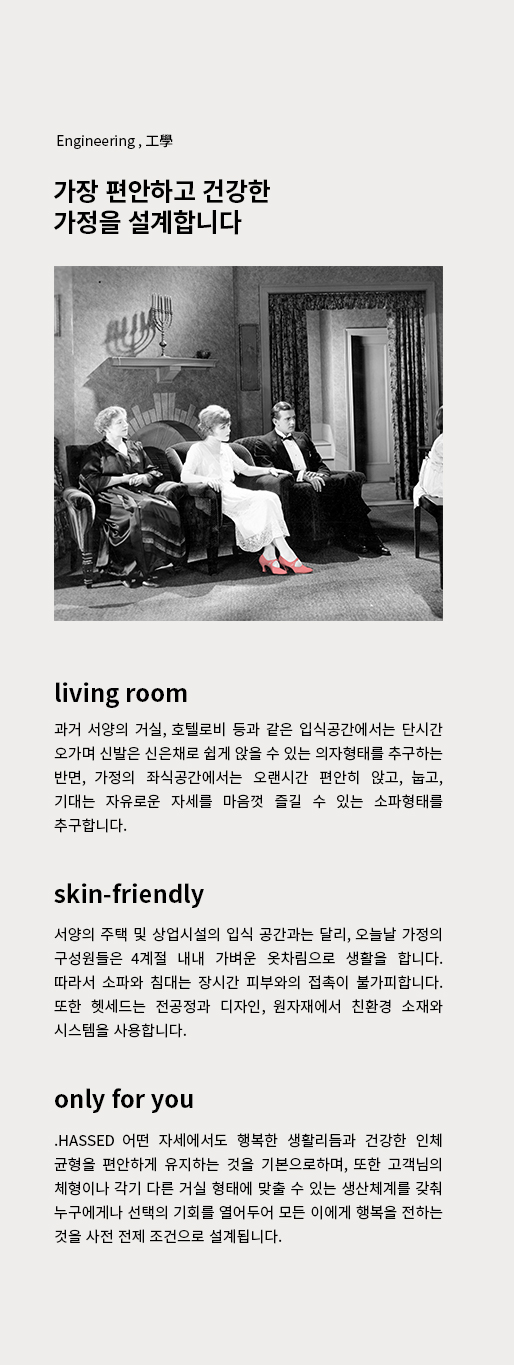 Engineering , 工學
가장 편안하고 건강한
가정을 설계합니다
living room
과거 서양의 거실, 호텔로비 등과 같은 입식공간에서는 단시간
오가며 신발은 신은채로 쉽게 앉을 수 있는 의자형태를 추구하는
반면, 가정의 좌식공간에서는 오랜시간 편안히 앉고, 눕고,
기대는 자유로운 자세를 마음껏 즐길 수 있는 소파형태를
추구합니다.
skin-friendly
서양의 주택 및 상업시설의 입식 공간과는 달리, 오늘날 가정의
구성원들은 4계절 내내 가벼운 옷차림으로 생활을 합니다.
따라서 소파와 침대는 장시간 피부와의 접촉이 불가피합니다.
또한 헷세드는 전공정과 디자인, 원자재에서 친환경 소재와
시스템을 사용합니다.
only for you
.HASSED 어떤 자세에서도 행복한 생활리듬과 건강한 인체
균형을 편안하게 유지하는 것을 기본으로하며, 또한 고객님의
체형이나 각기 다른 거실 형태에 맞출 수 있는 생산체계를 갖춰
누구에게나 선택의 기회를 열어두어 모든 이에게 행복을 전하는
것을 사전 전제 조건으로 설계됩니다.